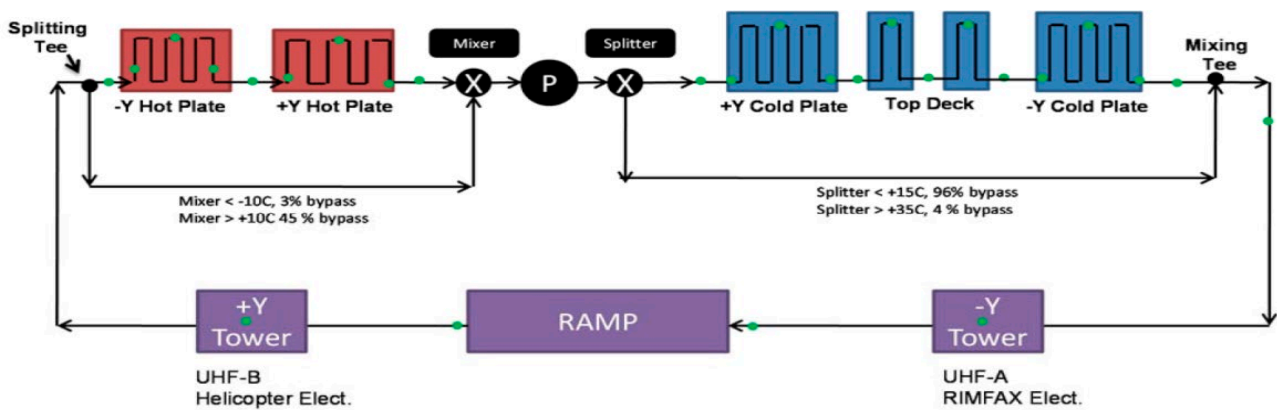 Splitting
Tee
Mixer
Splitter
Mixing
Tee
X
P
X
-Y Hot Plate
+Y Hot Plate
+Y Cold Plate
Top Deck
-Y Cold Plate
Mixer < -10C, 3% bypass
Mixer > +10C 45 % bypass
Splitter < +15C, 96% bypass
Splitter > +35C, 4 % bypass
+Y
Tower
RAMP
-Y
Tower
UHF-B
Helicopter Elect.
UHF-A
RIMFAX Elect.